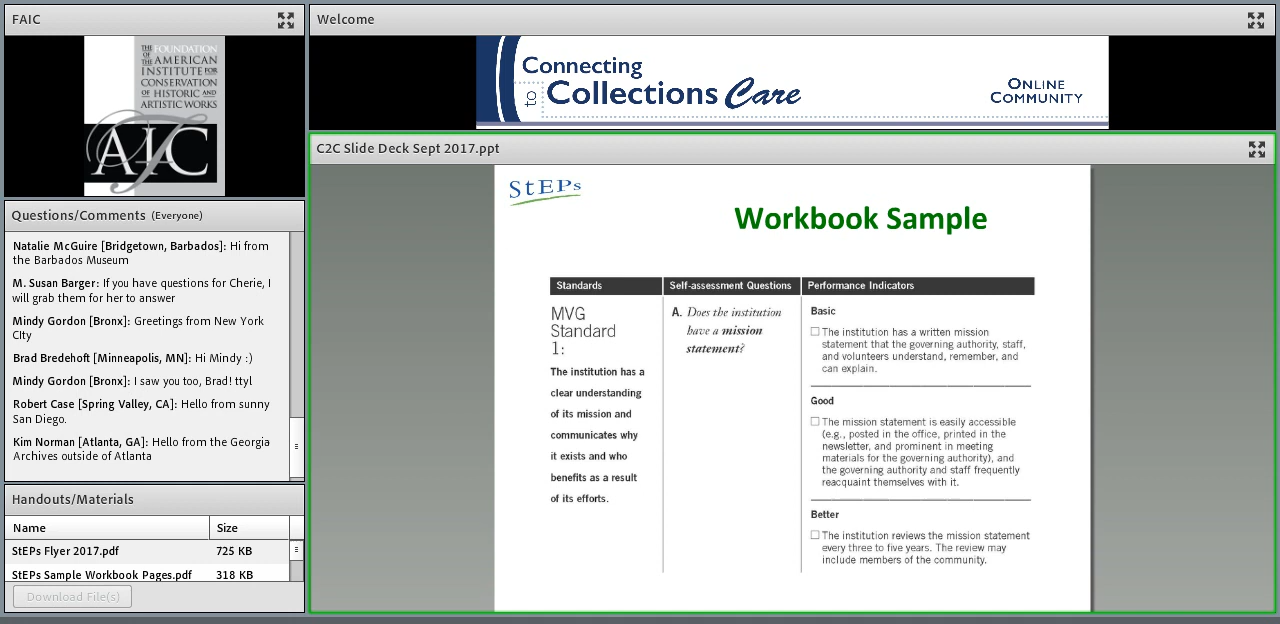 FAIC
THE FOUNDATION
OF THE AMERICAN
INSTITUTE FOR
CONSERVATION
OF HISTORIC AND
ARTISTIC WORKS
AIC
Questions/Comments (Everyone)
Natalie McGuire [Bridgetown, Barbados]: Hi from
the Barbados Museum
M. Susan Barger: If you have questions for Cherie, I
will grab them for her to answer
Mindy Gordon [Bronx]: Greetings from New York
CIty
Brad Bredehoft [Minneapolis, MN]: Hi Mindy :)
Mindy Gordon [Bronx]: I saw you too, Brad! ttyl
Robert Case [Spring Valley, CA]: Hello from sunny
San Diego.
Kim Norman [Atlanta, GA]: Hello from the Georgia
Archives outside of Atlanta
Handouts/Materials
Name Size
StEPs Flyer 2017.pdf 725 KB
StEPs Sample Workbook Pages.pdf 318 KB
Download File(s)
Welcome
Connecting
to Collections Care
ONLINE
COMMUNITY
C2C Slide Deck Sept 2017.ppt
StEPs
Workbook Sample
Standards
MVG
Standard
1:
The institution has a
clear understanding
of its mission and
communicates why
it exists and who
benefits as a result
of its efforts.
Self-assessment Questions
A. Does the institution
have a mission
statement?
Performance Indicators
Basic
The institution has a written mission
statement that the governing authority, staff,
and volunteers understand, remember, and
can explain.
Good
The mission statement is easily accessible
(e.g., posted in the office, printed in the
newsletter, and prominent in meeting
materials for the governing authority), and
the governing authority and staff frequently
reacquaint themselves with it.
Better
The institution reviews the mission statement
every three to five years. The review may
include members of the community.